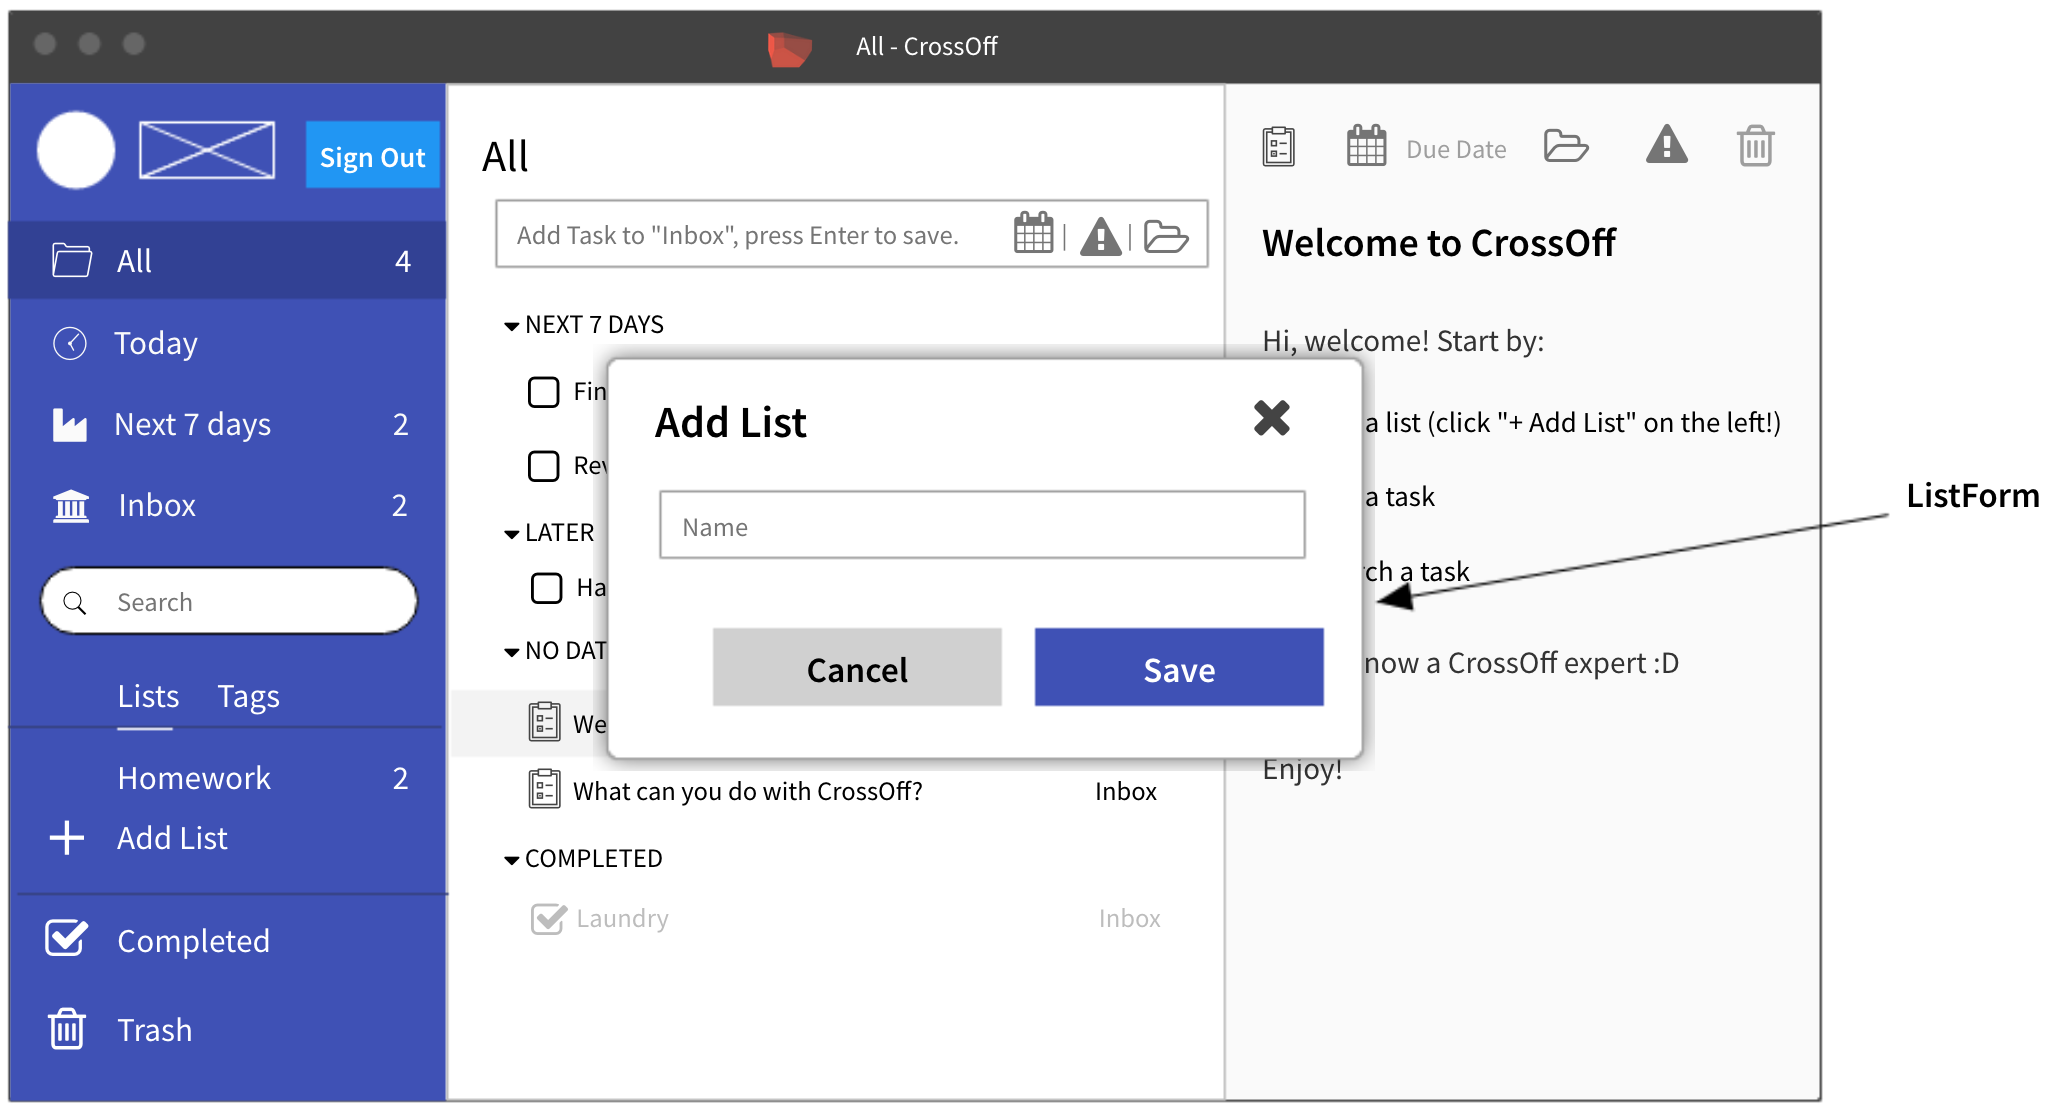 All - CrossOff
Sign Out
All 4
Today
Next 7 days 2
Inbox 2
Search
Lists Tags
Homework 2
Add List
Completed
Trash
All
Add Task to "Inbox", press Enter to save.
NEXT 7 DAYS
Fin
Rev
LATER
Ha
NO DAT
We
What can you do with CrossOff? Inbox
COMPLETED
Laundry Inbox
Add List
Name
Cancel Save
Due Date
Welcome to CrossOff
Hi, welcome! Start by:
a list (click "+ Add List" on the left!)
a task
ch a task
now a CrossOff expert :D
Enjoy!
ListForm